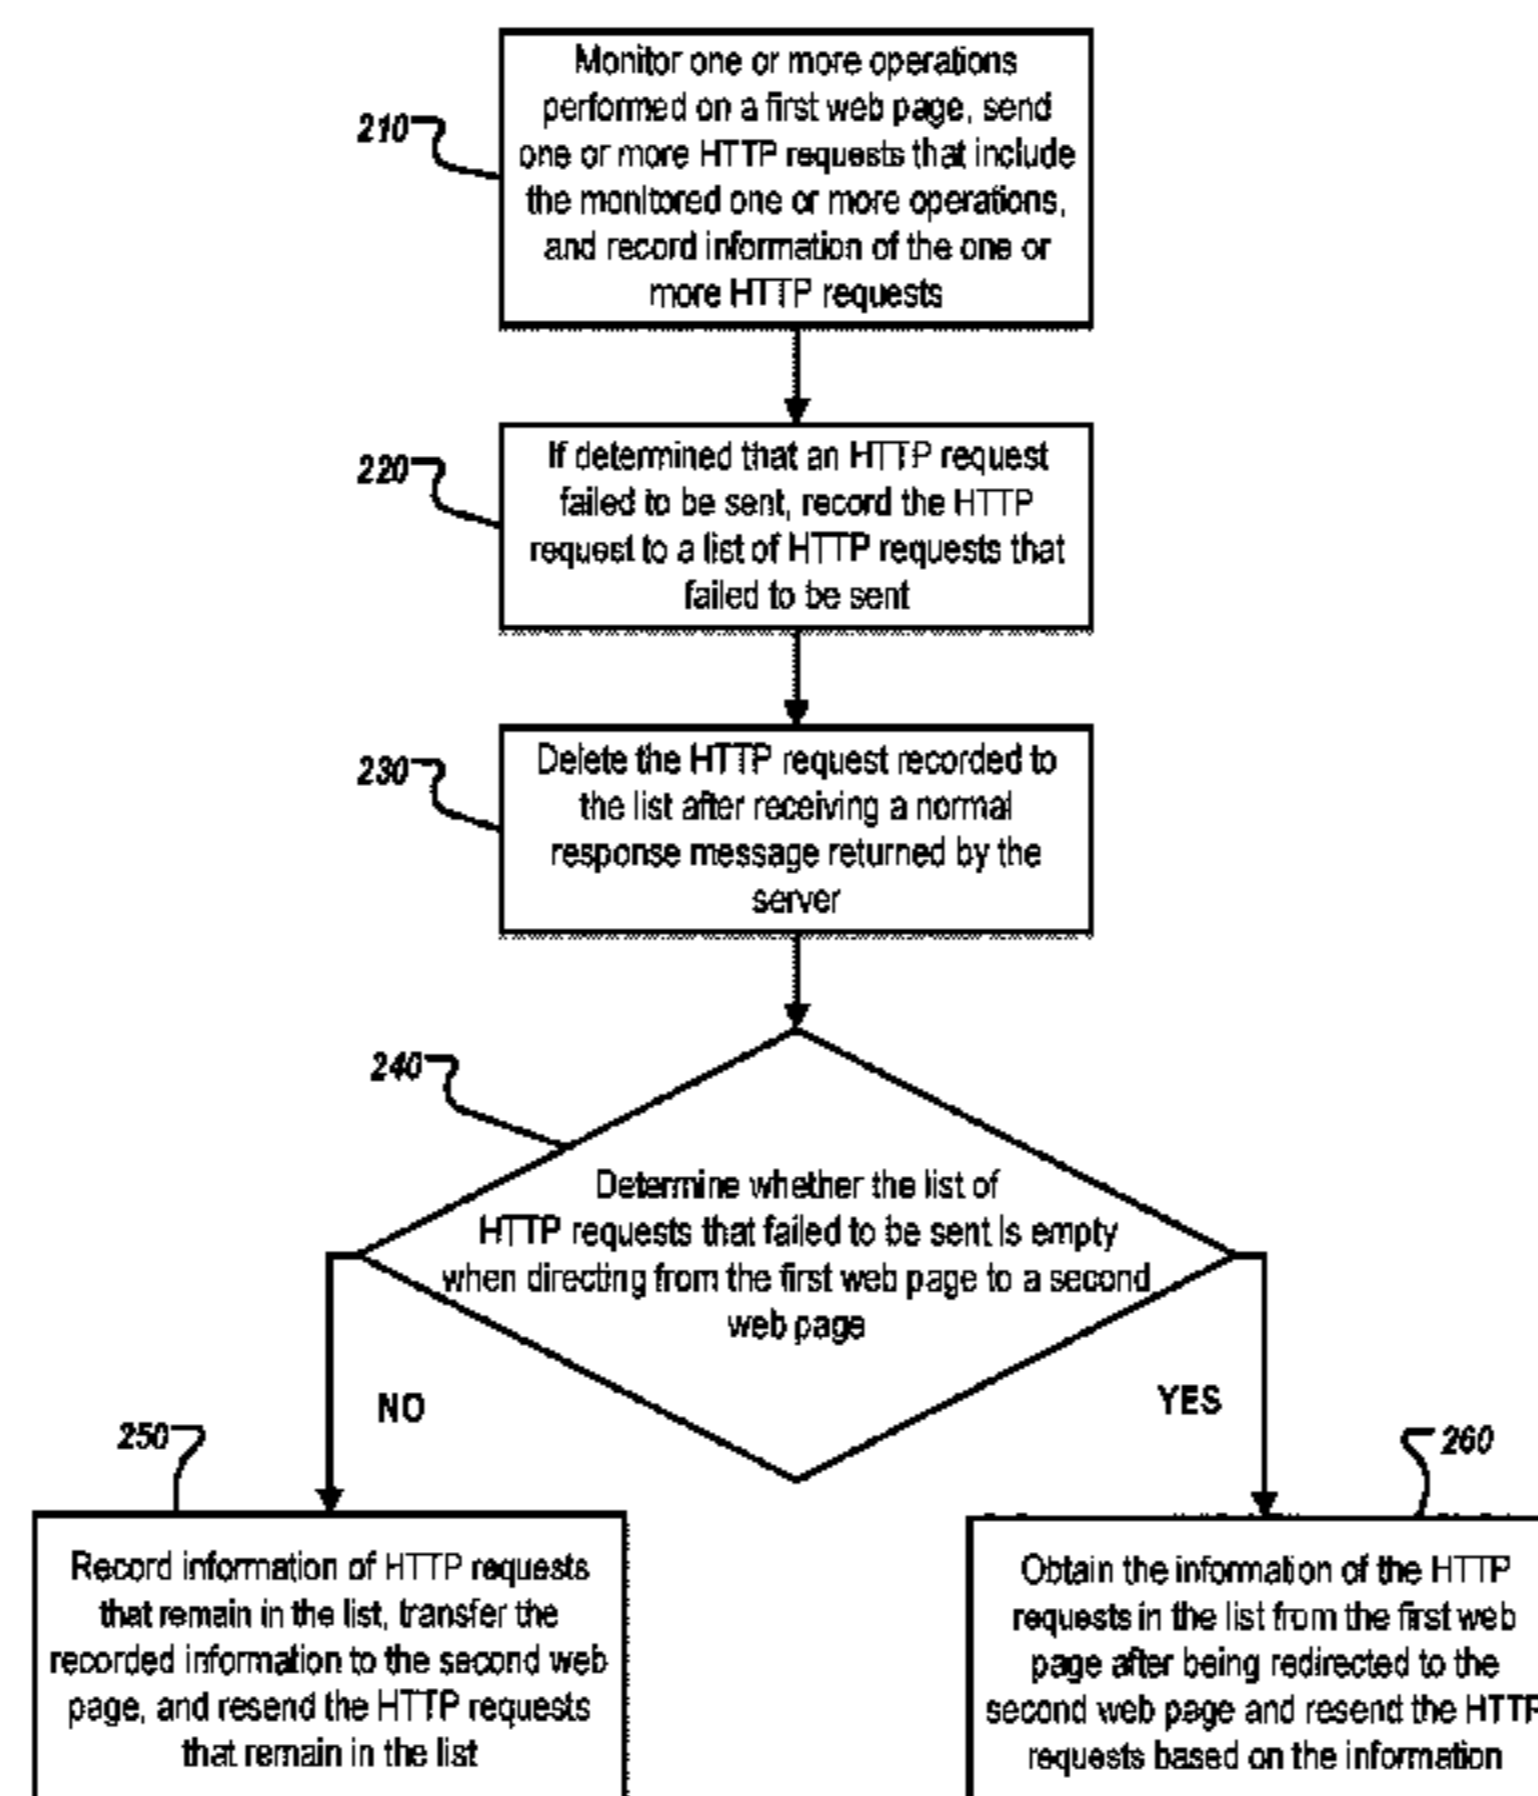 210
Monitor one or more operations
performed on a first web page, send
one or more HTTP requests that include
the monitored one or more operations,
and record information of the one or
more HTTP requests
220
If determined that an HTTP request
failed to be sent, record the HTTP
request to a list of HTTP requests that
failed to be sent
230
Delete the HTTP request recorded to
the list after receiving a normal
response message returned by the
server
240
Determine whether the list of
HTTP requests that failed to be sent is empty
when directing from the first web page to a second
web page
NO
YES
250
Record information of HTTP requests
that remain in the list, transfer the
recorded information to the second web
page, and resend the HTTP requests
that remain in the list
260
Obtain the information of the HTTP
requests in the list from the first web
page after being redirected to the
second web page and resend the HTTP
requests based on the information